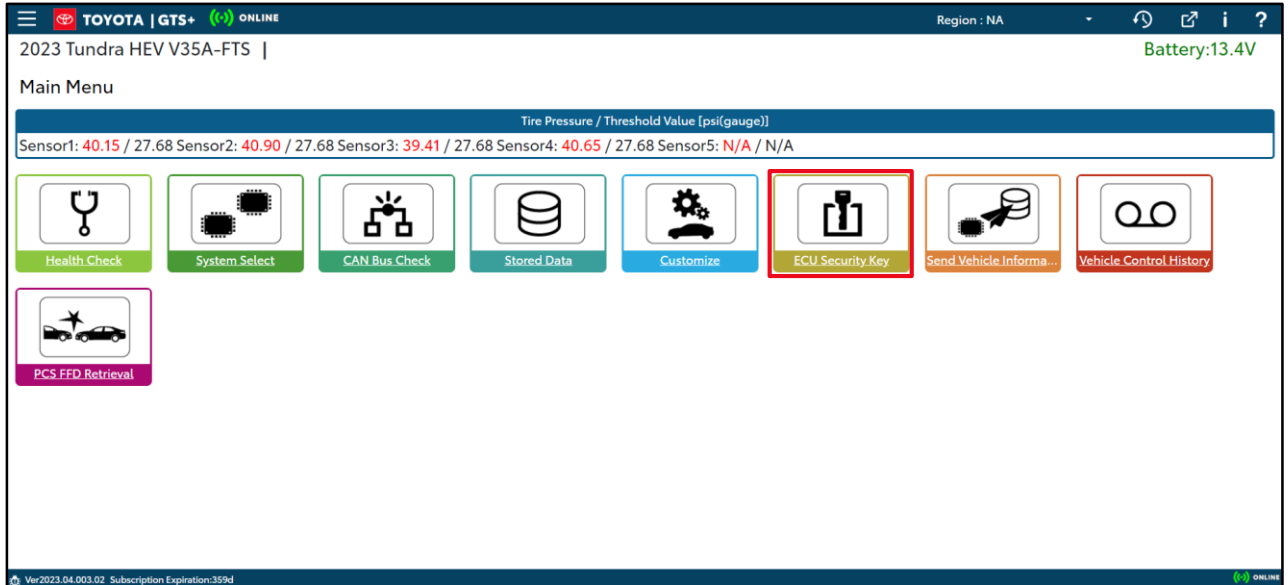 TOYOTA | GTS+ ONLINE Region : NA i ?
2023 Tundra HEV V35A-FTS | Battery:13.4V
Main Menu
Tire Pressure / Threshold Value [psi(gauge)]
Sensor1: 40.15 / 27.68 Sensor2: 40.90 / 27.68 Sensor3: 39.41 / 27.68 Sensor4: 40.65 / 27.68 Sensor5: N/A / N/A
Health Check System Select CAN Bus Check Stored Data Customize ECU Security Key Send Vehicle Informa... Vehicle Control History
PCS FFD Retrieval
Ver2023.04.003.02 Subscription Expiration:359d ONLINE